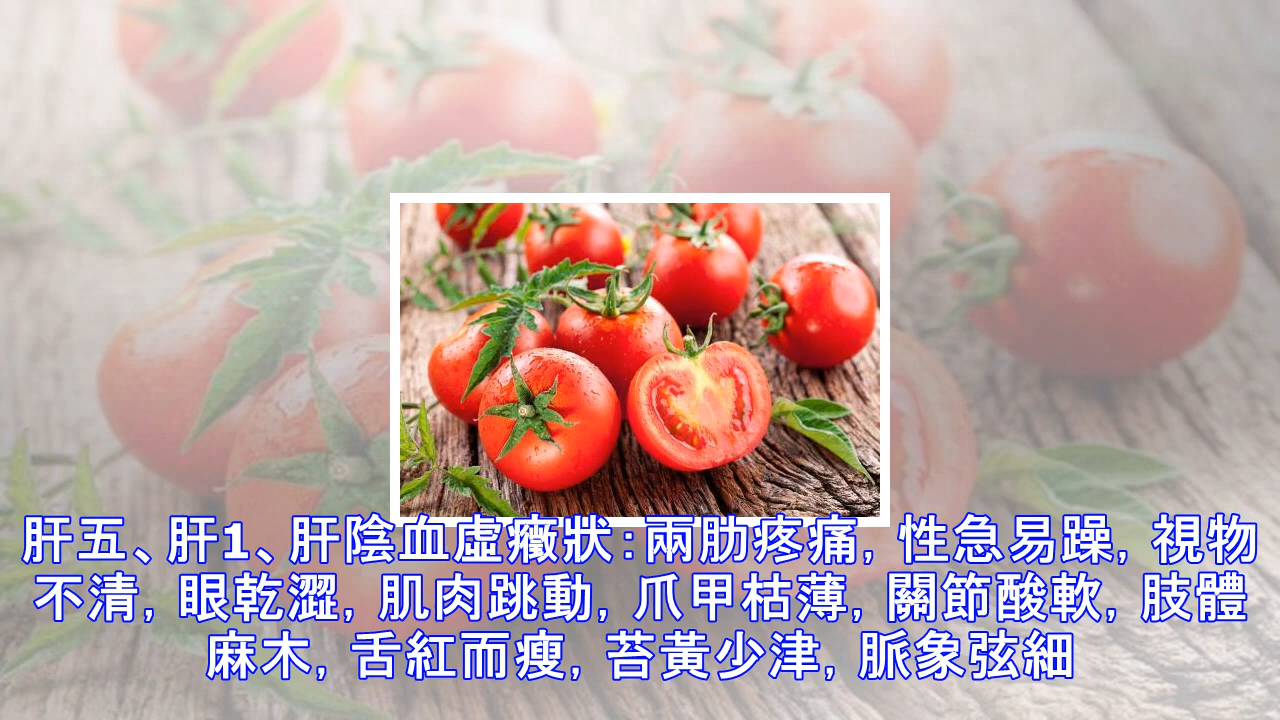 肝五、肝1、肝陰血虛癥狀:兩肋疼痛, 性急易躁, 視物
不清, 眼乾澀, 肌肉跳動, 爪甲枯薄, 關節酸軟, 肢體
麻木, 舌紅而瘦, 苔黃少津, 脈象弦細